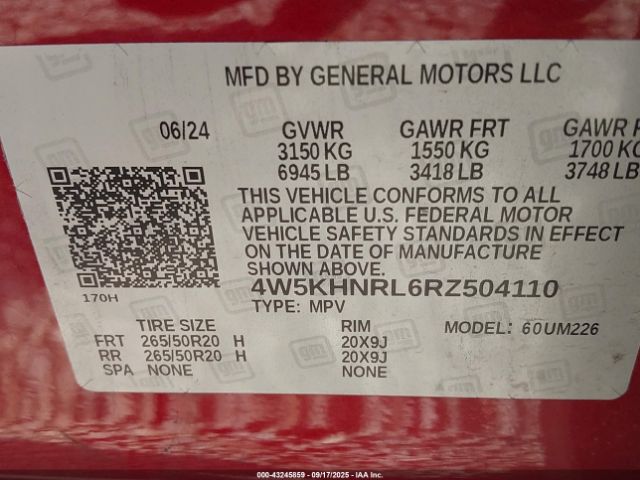 MFD BY GENERAL MOTORS LLC
06/24 GVWR GAWR FRT GAWR
3150 KG 1550 KG 1700 KG
6945 LB 3418 LB 3748 LB
THIS VEHICLE CONFORMS TO ALL
APPLICABLE U.S. FEDERAL MOTOR
VEHICLE SAFETY STANDARDS IN EFFECT
ON THE DATE OF MANUFACTURE
SHOWN ABOVE.
170H
4W5KHNRL6RZ504110
TYPE: MPV
TIRE SIZE RIM MODEL: 60UM226
FRT 265/50R20 H 20X9J
RR 265/50R20 H 20X9J
SPA NONE NONE
000-43245859 - 09/17/2025 - IAA Inc.